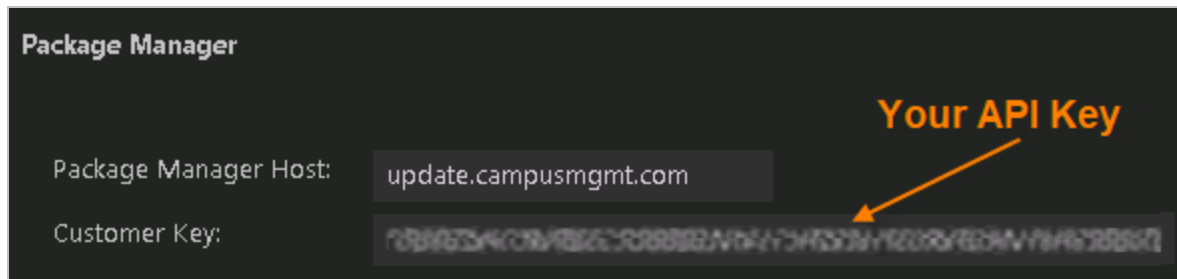 Package Manager
Your API Key
Package Manager Host: update.campusmgmt.com
Customer Key: